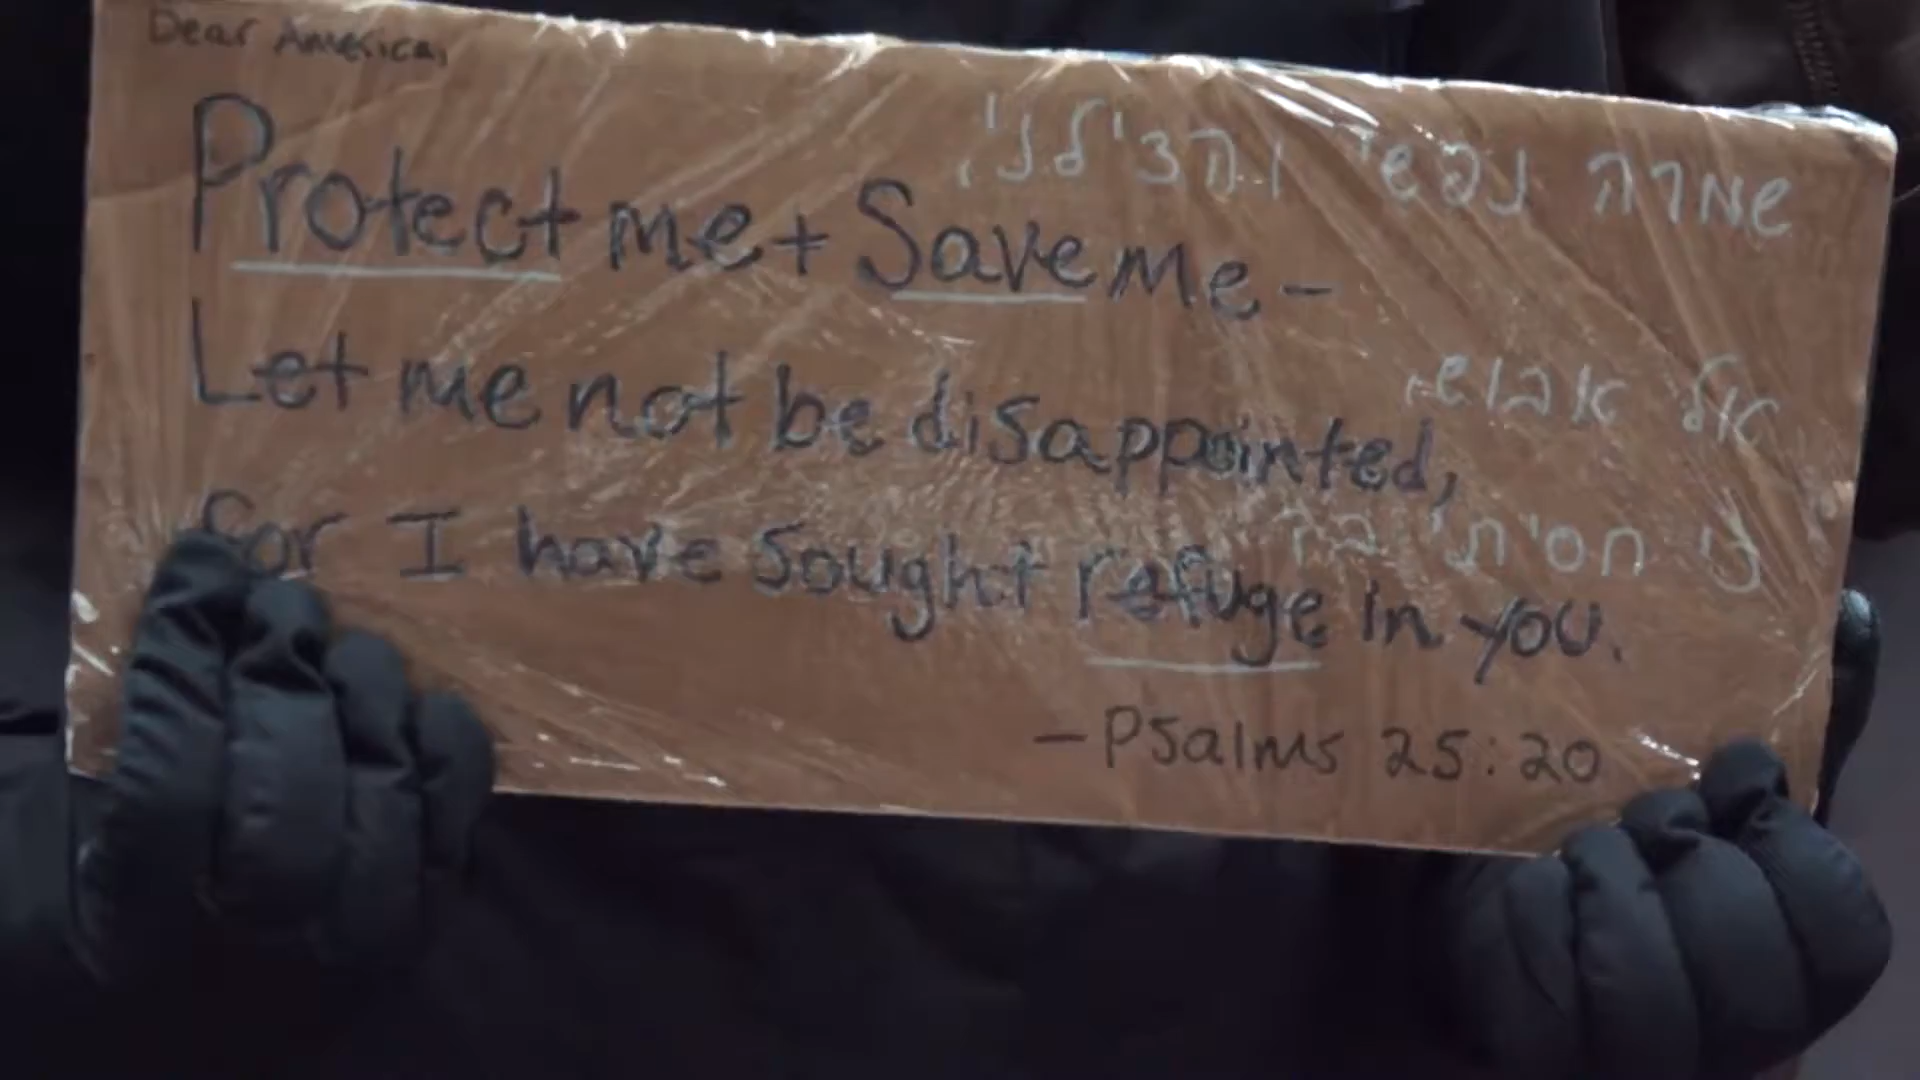 Dear America,
שמרה נפשי והצילני,
Protect me + Save me -
אל אבוש,
Let me not be disappointed,
כי חסיתי בך
for I have sought refuge in you.
- Psalms 25:20